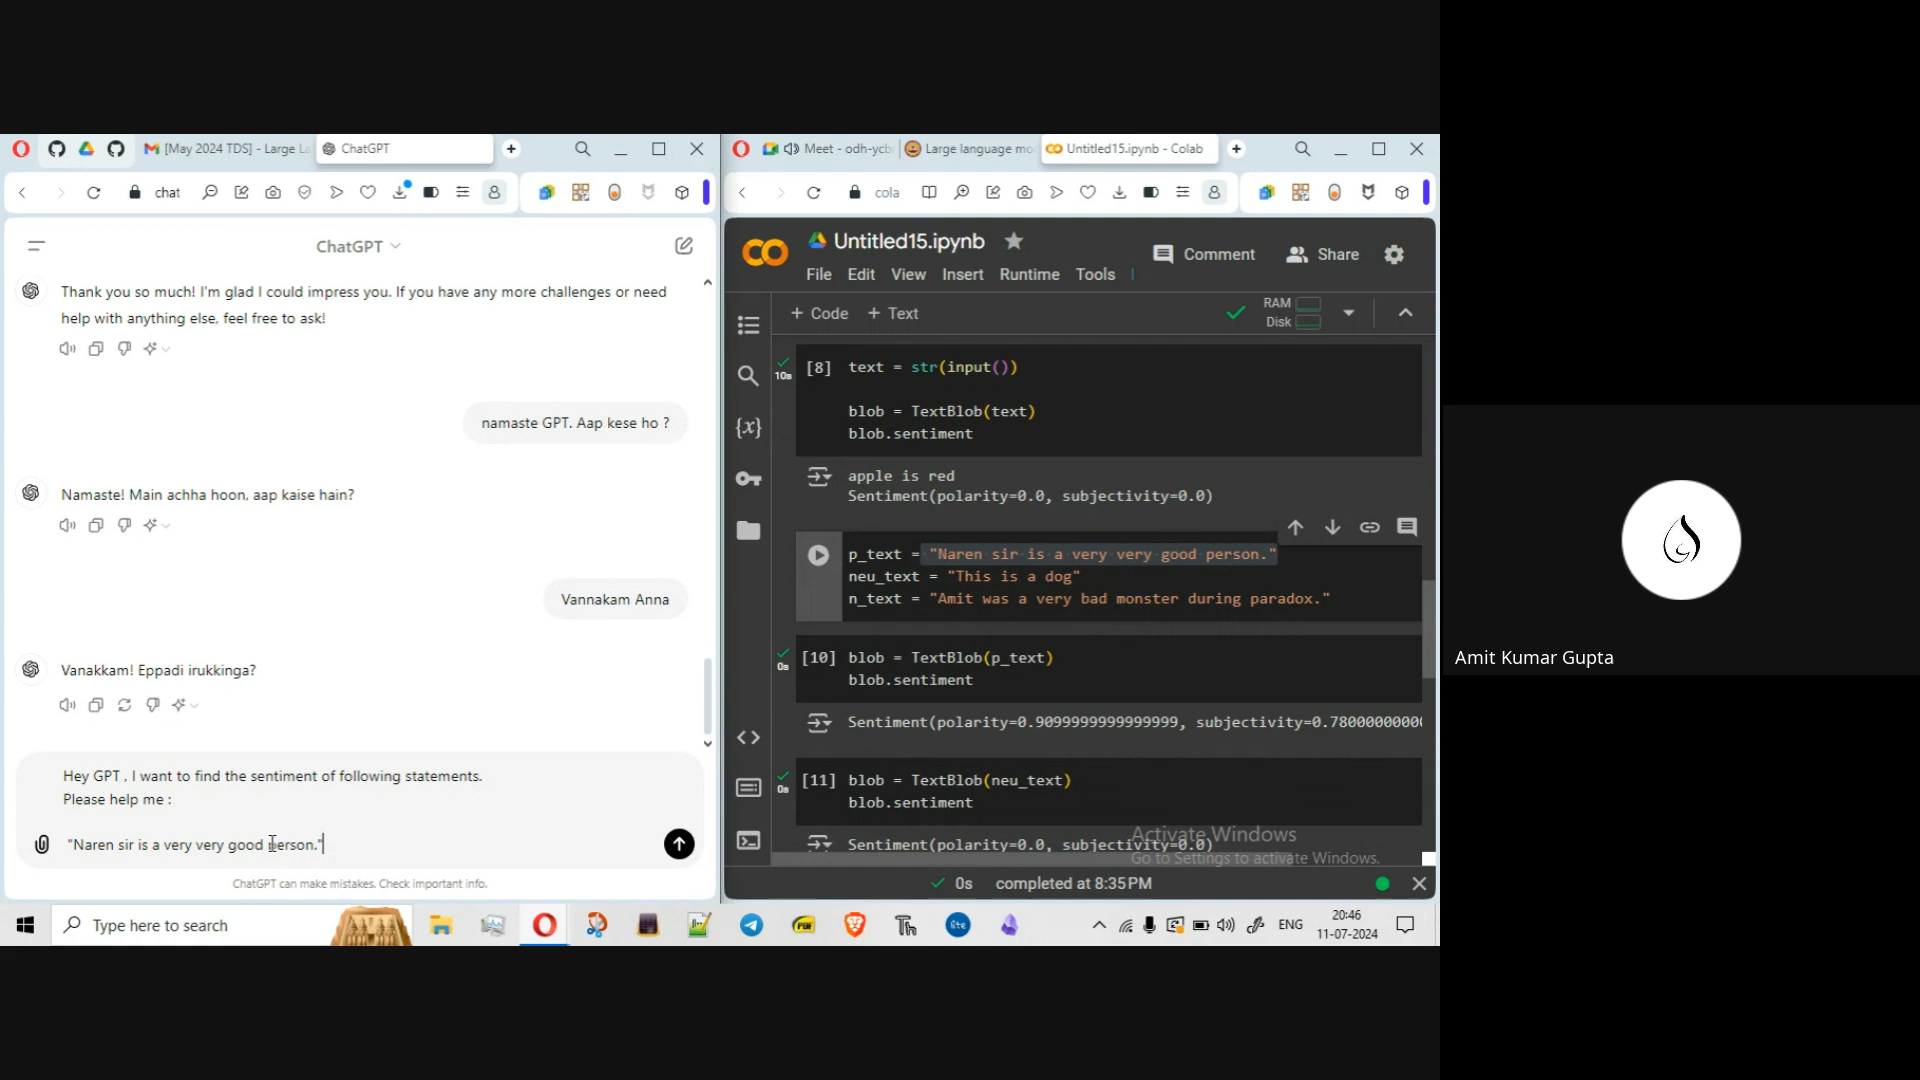 [May 2024 TDS] - Large La
ChatGPT
chat
ChatGPT
Thank you so much! I'm glad I could impress you. If you have any more challenges or need
help with anything else, feel free to ask!
namaste GPT. Aap kese ho ?
Namaste! Main achha hoon, aap kaise hain?
Vannakam Anna
Vanakkam! Eppadi irukkinga?
Hey GPT , I want to find the sentiment of following statements.
Please help me :
"Naren sir is a very very good person."
ChatGPT can make mistakes. Check important info.
Meet - odh-ycb
Large language mo
Untitled15.ipynb - Colab
cola
Untitled15.ipynb
Comment
Share
File Edit View Insert Runtime Tools
+ Code + Text
RAM
Disk
[8] text = str(input())
10s
blob = TextBlob(text)
blob.sentiment
apple is red
Sentiment(polarity=0.0, subjectivity=0.0)
p_text = "Naren sir is a very very good person."
neu_text = "This is a dog"
n_text = "Amit was a very bad monster during paradox."
[10] blob = TextBlob(p_text)
0s
blob.sentiment
Sentiment(polarity=0.9099999999999999, subjectivity=0.78000000000
[11] blob = TextBlob(neu_text)
0s
blob.sentiment
Sentiment(polarity=0.0, subjectivity=0.0)
Activate Windows
Go to Settings to activate Windows.
0s completed at 8:35 PM
Type here to search
ENG
20:46
11-07-2024
Amit Kumar Gupta